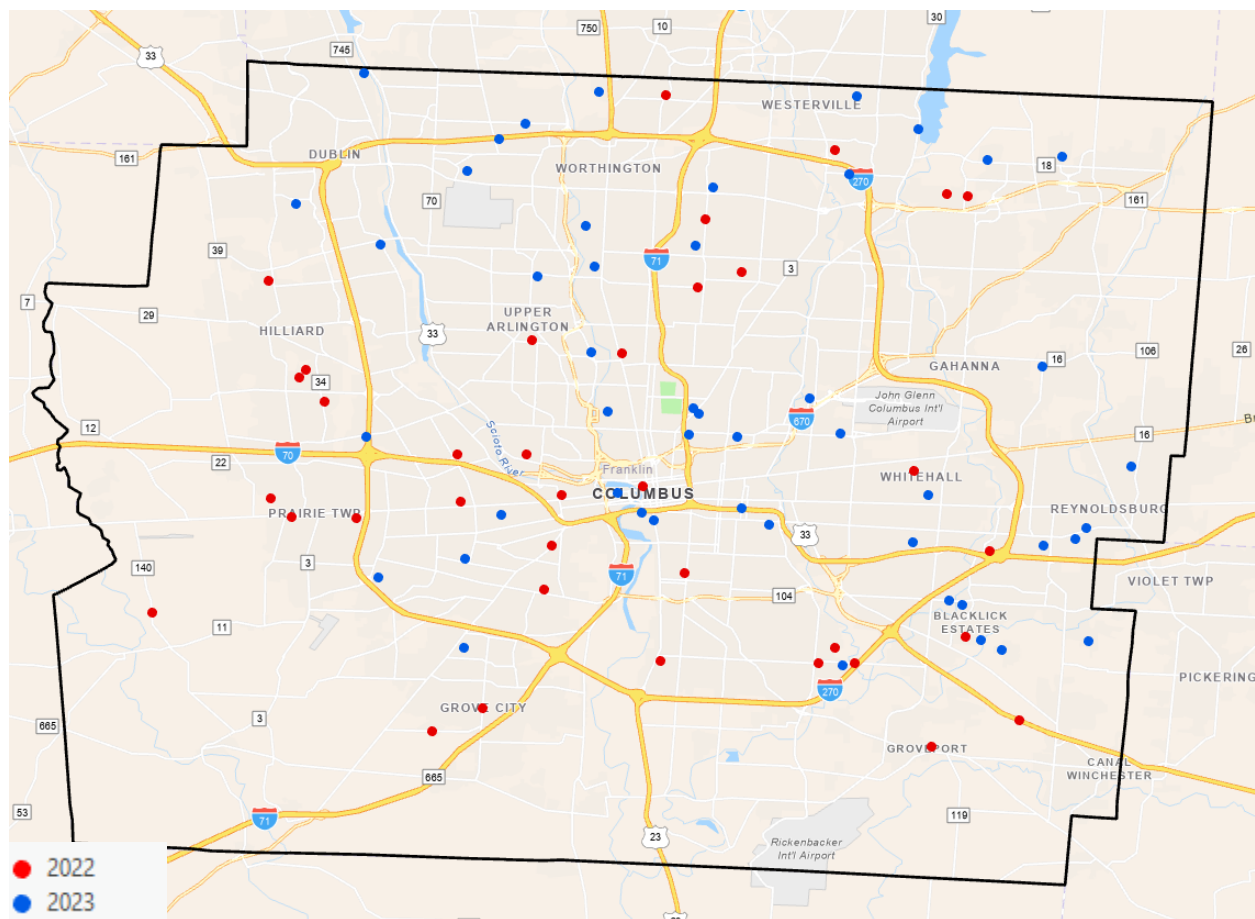 750
10
30
745
33
WESTERVILLE
161
DUBLIN
WORTHINGTON
18
270
70
161
39
71
3
7
29
UPPER
ARLINGTON
HILLIARD
33
106
26
16
GAHANNA
34
John Glenn
Columbus Int'l
Airport
12
670
16
Scioto River
70
22
Franklin
WHITEHALL
COLUMBUS
PRAIRIE TWP
REYNOLDSBURG
33
3
140
71
VIOLET TWP
104
11
BLACKLICK
ESTATES
PICKERING
270
3
GROVE CITY
665
GROVEPORT
CANAL
WINCHESTER
665
53
71
119
23
Rickenbacker
Int'l Airport
2022
2023